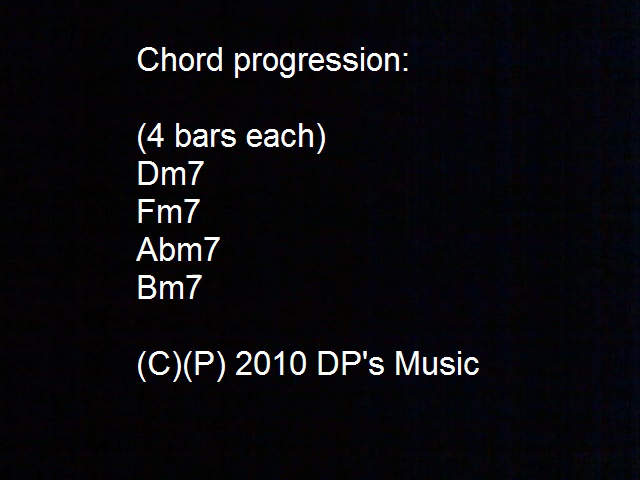 Chord progression:
(4 bars each)
Dm7
Fm7
Abm7
Bm7
(C)(P) 2010 DP's Music